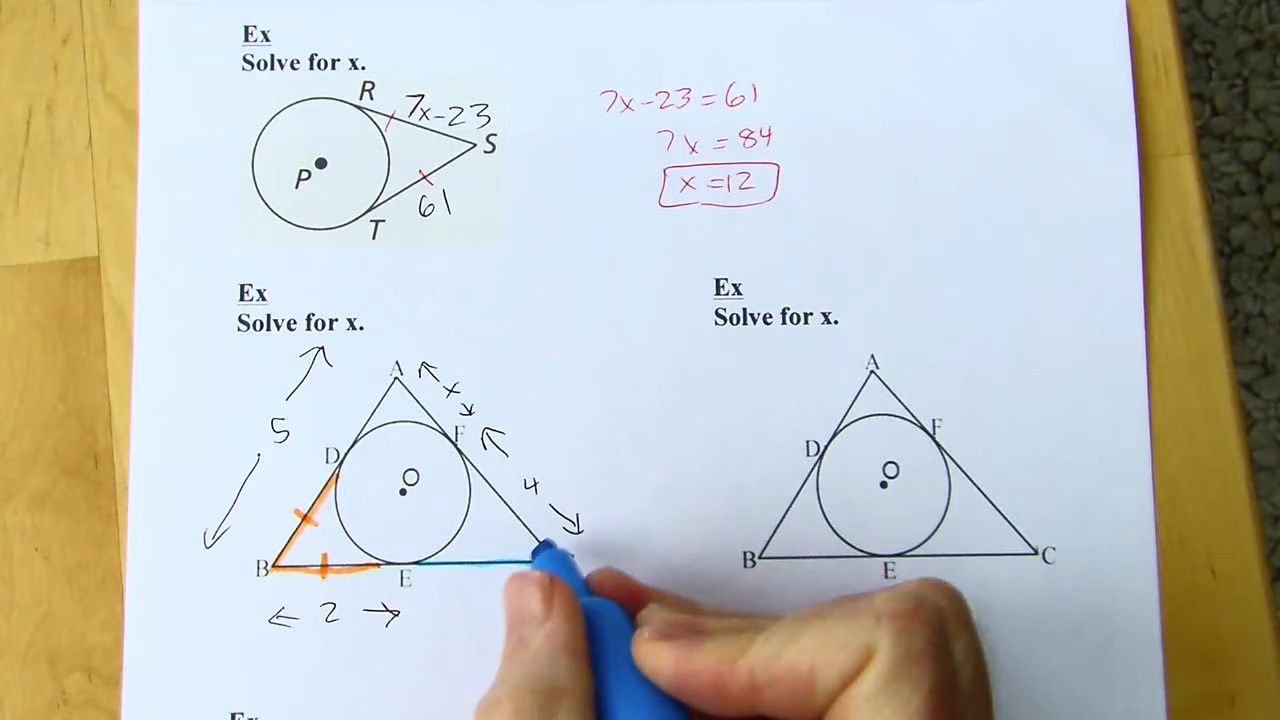 Ex
Solve for x.
R
7x-23
S
P
61
T
7x-23=61
7x=84
x=12
Ex
Solve for x.
A
x
5
F
D
O
4
B
E
2
Ex
Solve for x.
A
F
D
O
B
C
E